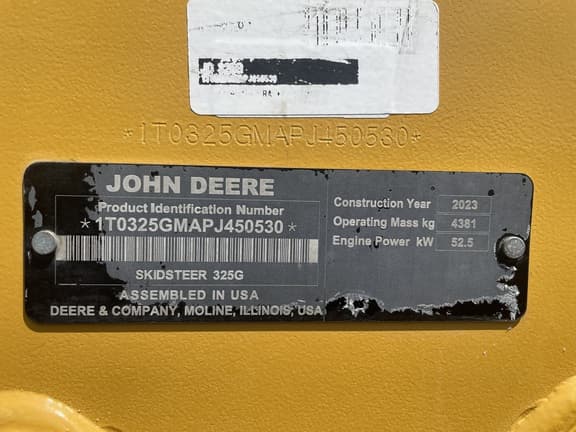 *1T0325GMAPJ450530*
JOHN DEERE
Product Identification Number
*1T0325GMAPJ450530*
SKIDSTEER 325G
ASSEMBLED IN USA
DEERE & COMPANY, MOLINE, ILLINOIS, USA
Construction Year 2023
Operating Mass kg 4381
Engine Power kW 52.5